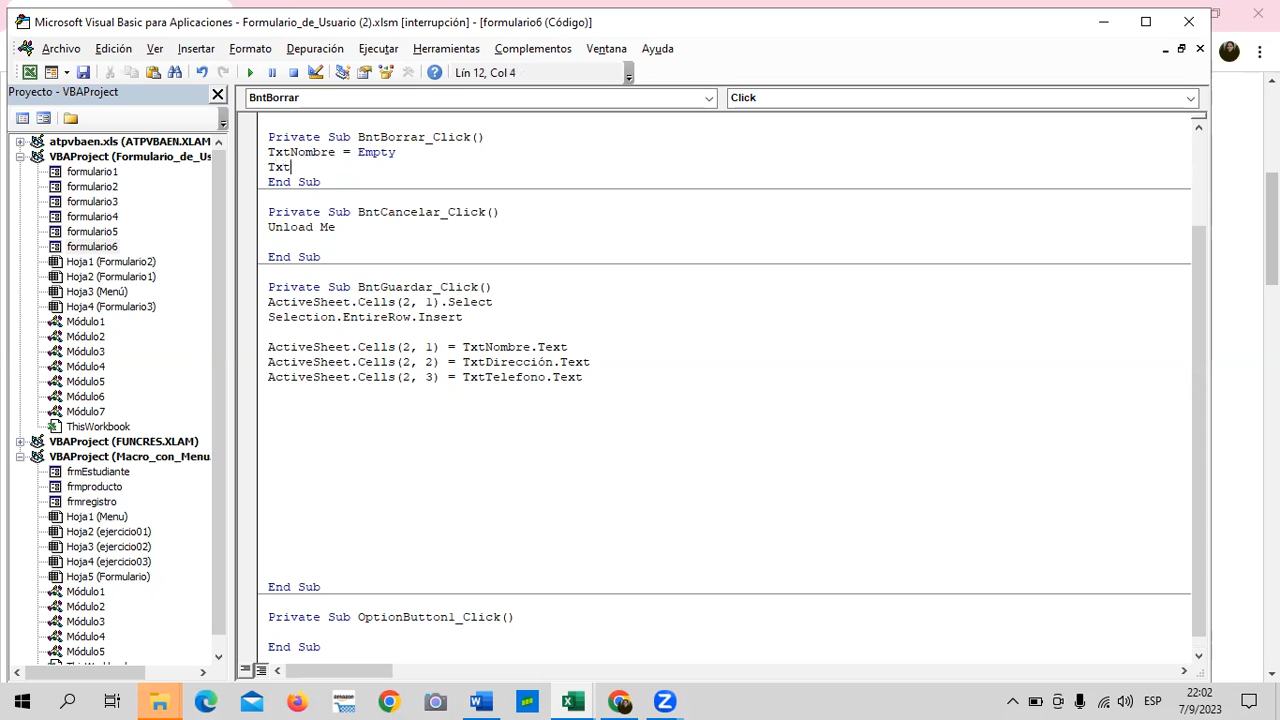 Microsoft Visual Basic para Aplicaciones - Formulario_de_Usuario (2).xlsm [interrupción] - [formulario6 (Código)]
Archivo Edición Ver Insertar Formato Depuración Ejecutar Herramientas Complementos Ventana Ayuda
Lín 12, Col 4
Proyecto - VBAProject
BntBorrar
Click
atpvbaen.xls (ATPVBAEN.XLAM
VBAProject (Formulario_de_Us
formulario1
formulario2
formulario3
formulario4
formulario5
formulario6
Hoja1 (Formulario2)
Hoja2 (Formulario1)
Hoja3 (Menú)
Hoja4 (Formulario3)
Módulo1
Módulo2
Módulo3
Módulo4
Módulo5
Módulo6
Módulo7
ThisWorkbook
VBAProject (FUNCRES.XLAM)
VBAProject (Macro_con_Menu.
frmEstudiante
frmproducto
frmregistro
Hoja1 (Menu)
Hoja2 (ejercicio01)
Hoja3 (ejercicio02)
Hoja4 (ejercicio03)
Hoja5 (Formulario)
Módulo1
Módulo2
Módulo3
Módulo4
Módulo5
Private Sub BntBorrar_Click()
TxtNombre = Empty
Txt
End Sub
Private Sub BntCancelar_Click()
Unload Me
End Sub
Private Sub BntGuardar_Click()
ActiveSheet.Cells(2, 1).Select
Selection.EntireRow.Insert
ActiveSheet.Cells(2, 1) = TxtNombre.Text
ActiveSheet.Cells(2, 2) = TxtDirección.Text
ActiveSheet.Cells(2, 3) = TxtTelefono.Text
End Sub
Private Sub OptionButton1_Click()
End Sub
amazon
ESP
22:02
7/9/2023